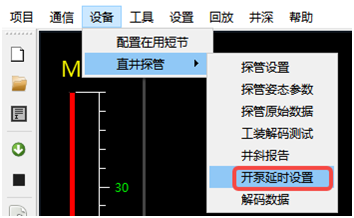 项目 通信 设备 工具 设置 回放 井深 帮助
配置在用短节
直井探管
M
探管设置
探管姿态参数
探管原始数据
工装解码测试
井斜报告
开泵延时设置
解码数据
30